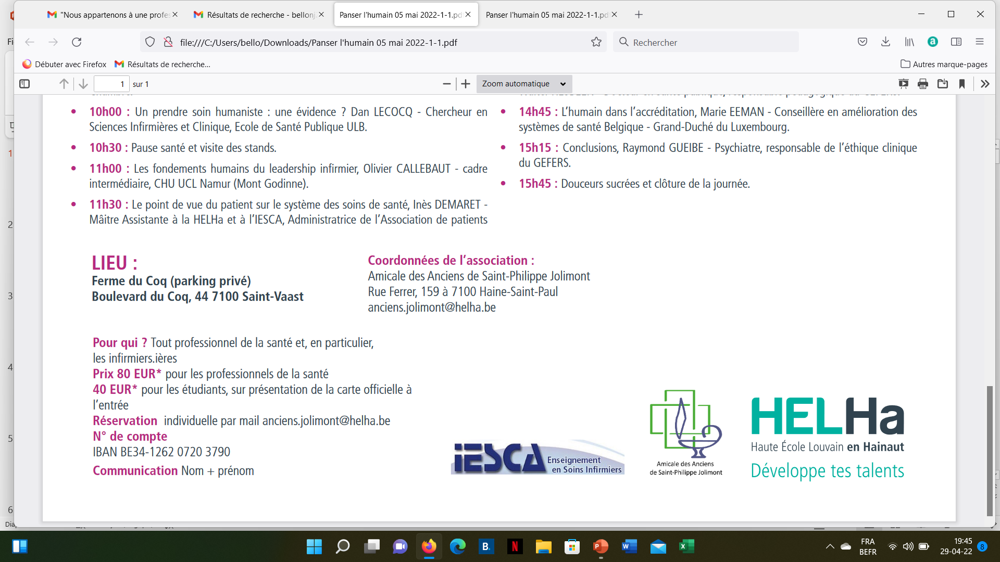 "Nous appartenons à une profes
Résultats de recherche - bellonj
Panser l'humain 05 mai 2022-1-1.pdf
Panser l'humain 05 mai 2022-1-1.pdf
file:///C:/Users/bello/Downloads/Panser l'humain 05 mai 2022-1-1.pdf
Rechercher
Débuter avec Firefox
Résultats de recherche...
Autres marque-pages
1 sur 1
Zoom automatique
• 10h00 : Un prendre soin humaniste : une évidence ? Dan LECOCQ - Chercheur en
Sciences Infirmières et Clinique, Ecole de Santé Publique ULB.
• 10h30 : Pause santé et visite des stands.
• 11h00 : Les fondements humains du leadership infirmier, Olivier CALLEBAUT - cadre
intermédiaire, CHU UCL Namur (Mont Godinne).
• 11h30 : Le point de vue du patient sur le système des soins de santé, Inès DEMARET -
Mâitre Assistante à la HELHa et à l'IESCA, Administratrice de l'Association de patients
• 14h45 : L'humain dans l'accréditation, Marie EEMAN - Conseillère en amélioration des
systèmes de santé Belgique - Grand-Duché du Luxembourg.
• 15h15 : Conclusions, Raymond GUEIBE - Psychiatre, responsable de l'éthique clinique
du GEFERS.
• 15h45 : Douceurs sucrées et clôture de la journée.
LIEU :
Ferme du Coq (parking privé)
Boulevard du Coq, 44 7100 Saint-Vaast
Coordonnées de l'association :
Amicale des Anciens de Saint-Philippe Jolimont
Rue Ferrer, 159 à 7100 Haine-Saint-Paul
anciens.jolimont@helha.be
Pour qui ? Tout professionnel de la santé et, en particulier,
les infirmiers.ières
Prix 80 EUR* pour les professionnels de la santé
40 EUR* pour les étudiants, sur présentation de la carte officielle à
l'entrée
Réservation individuelle par mail anciens.jolimont@helha.be
N° de compte
IBAN BE34-1262 0720 3790
Communication Nom + prénom
iESCA
Enseignement
en Soins Infirmiers
Amicale des Anciens
de Saint-Philippe Jolimont
HELHa
Haute École Louvain en Hainaut
Développe tes talents
1
2
3
4
5
6
FRA
BEFR
19:45
29-04-22
8